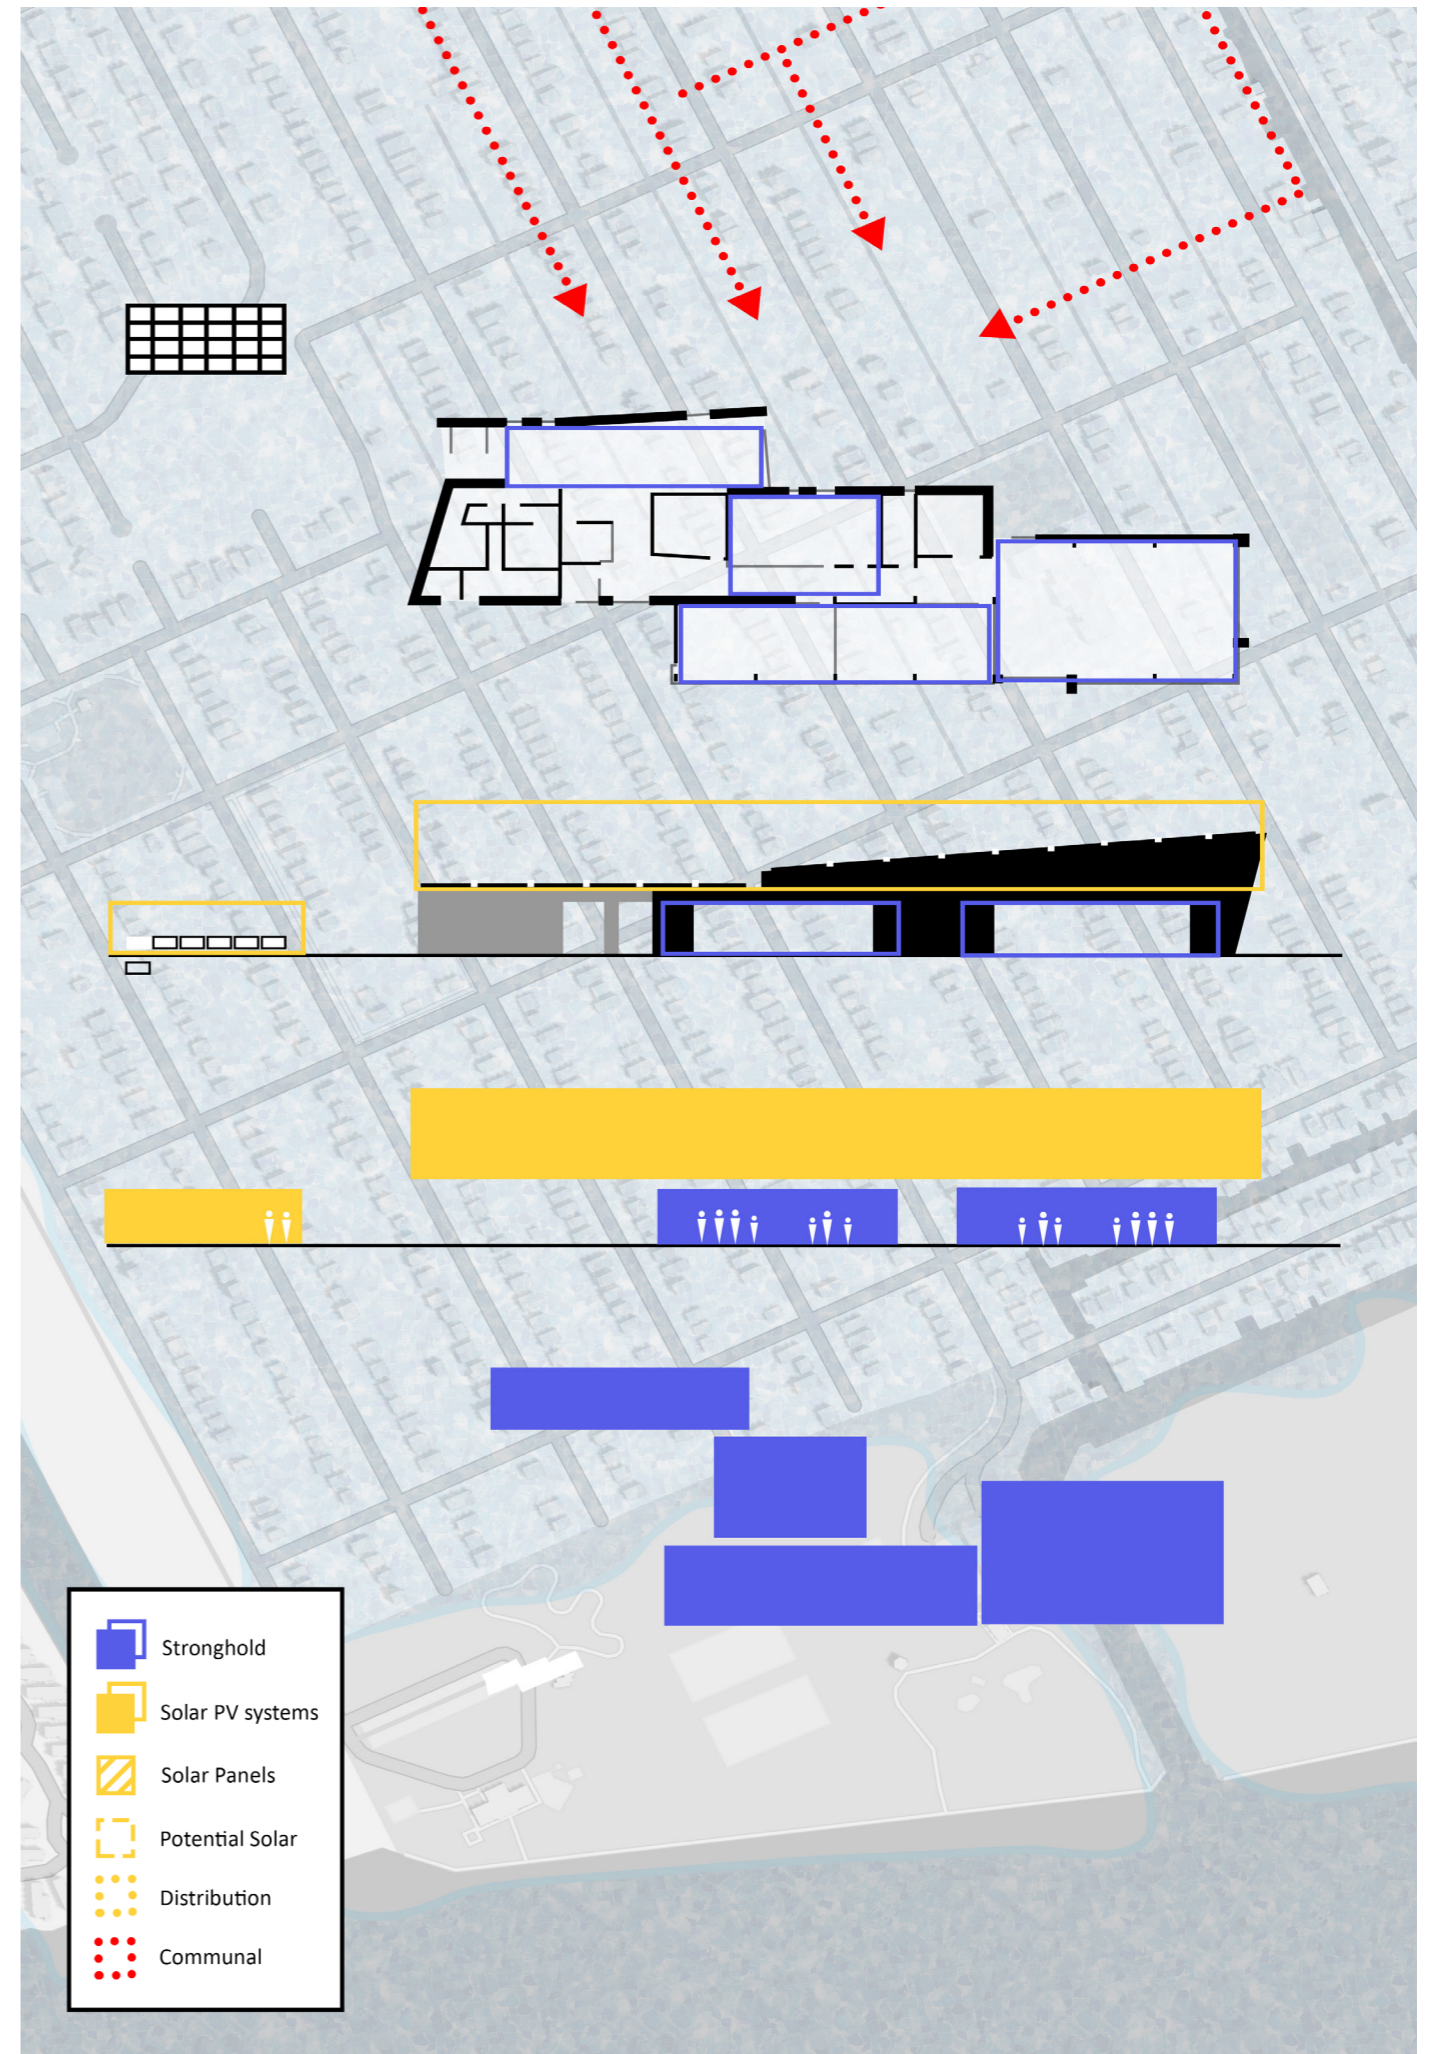 Stronghold
Solar PV systems
Solar Panels
Potential Solar
Distribution
Communal